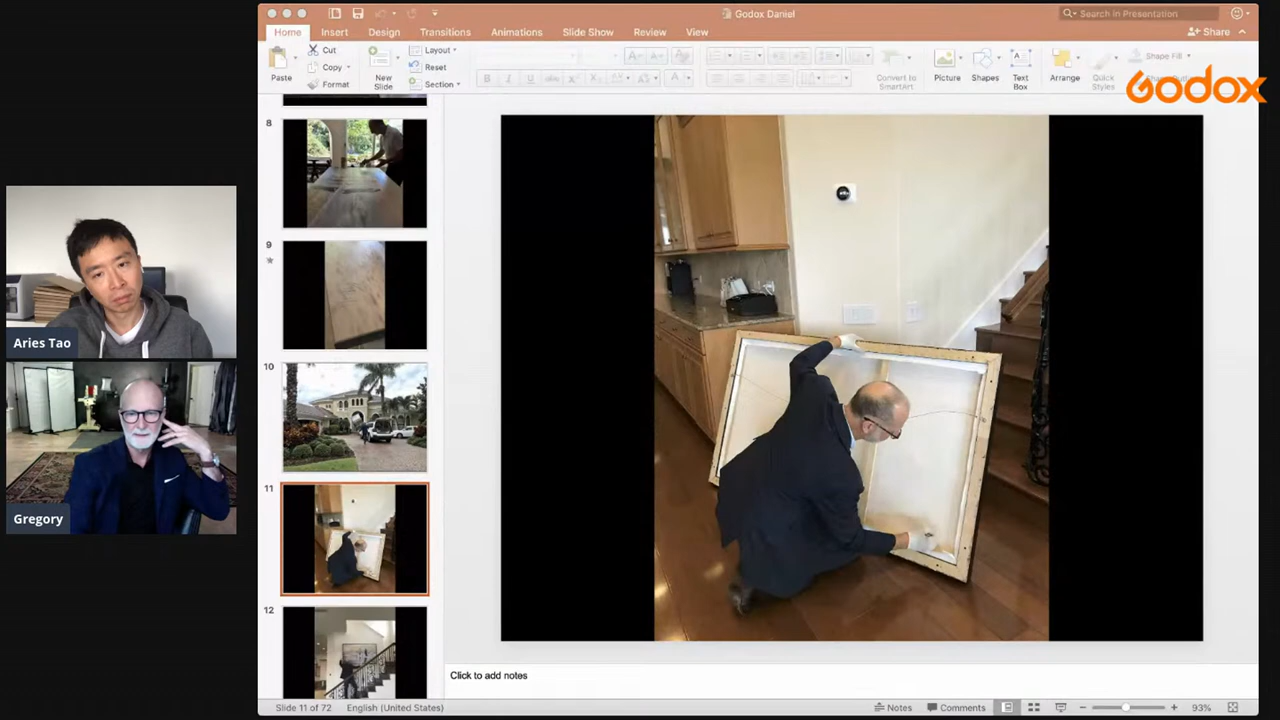 Godox Daniel
Search in Presentation
Home
Insert
Design
Transitions
Animations
Slide Show
Review
View
Share
Cut
Copy
Format
Paste
New
Slide
Layout
Reset
Section
Convert to
SmartArt
Picture
Shapes
Text
Box
Arrange
Quick
Styles
Shape Fill
Godox
8
9
10
11
12
Aries Tao
Gregory
Click to add notes
Slide 11 of 72
English (United States)
Notes
Comments
93%